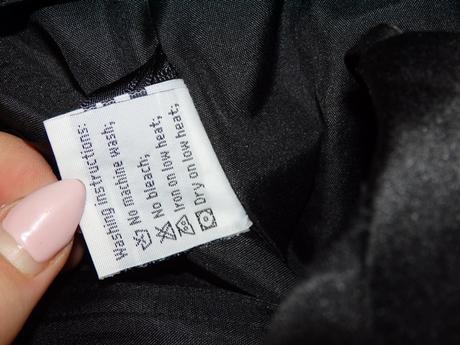 Washing instructions:
No machine wash;
No bleach;
Iron on low heat;
Dry on low heat;